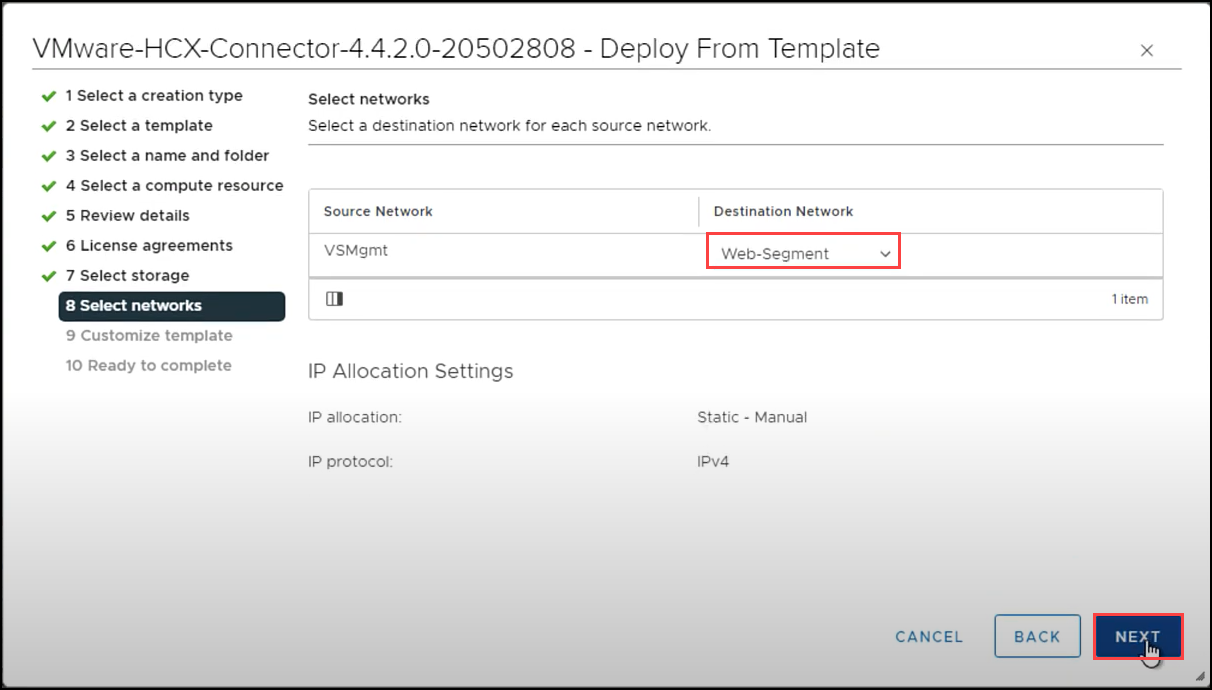 VMware-HCX-Connector-4.4.2.0-20502808 - Deploy From Template
1 Select a creation type
2 Select a template
3 Select a name and folder
4 Select a compute resource
5 Review details
6 License agreements
7 Select storage
8 Select networks
9 Customize template
10 Ready to complete
Select networks
Select a destination network for each source network.
Source Network Destination Network
VSMgmt Web-Segment
1 item
IP Allocation Settings
IP allocation: Static - Manual
IP protocol: IPv4
CANCEL BACK NEXT